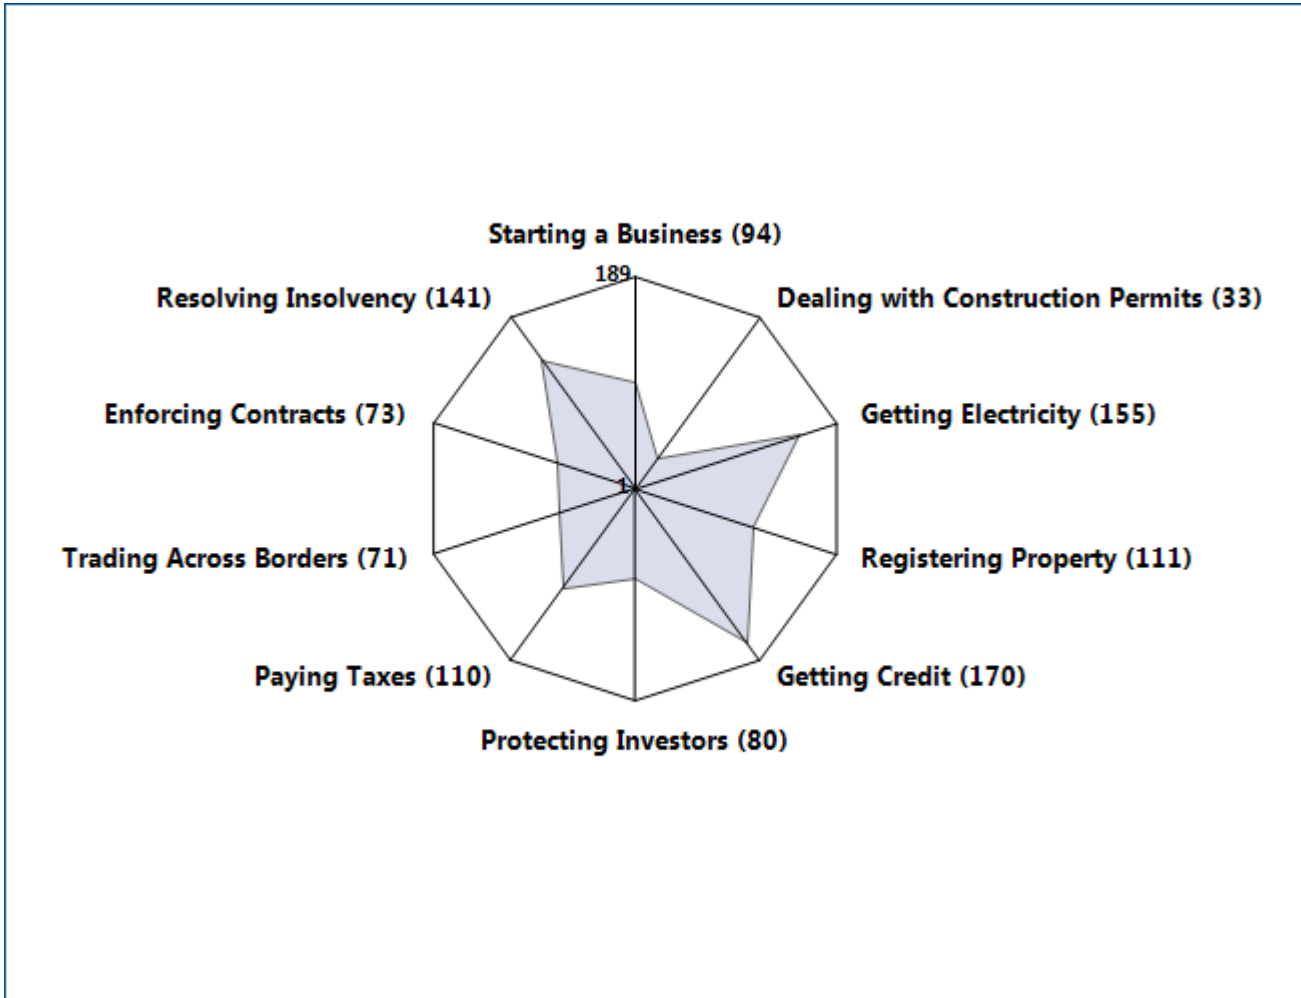 Starting a Business (94)
189
Resolving Insolvency (141)
Dealing with Construction Permits (33)
Enforcing Contracts (73)
Getting Electricity (155)
1
Trading Across Borders (71)
Registering Property (111)
Paying Taxes (110)
Getting Credit (170)
Protecting Investors (80)